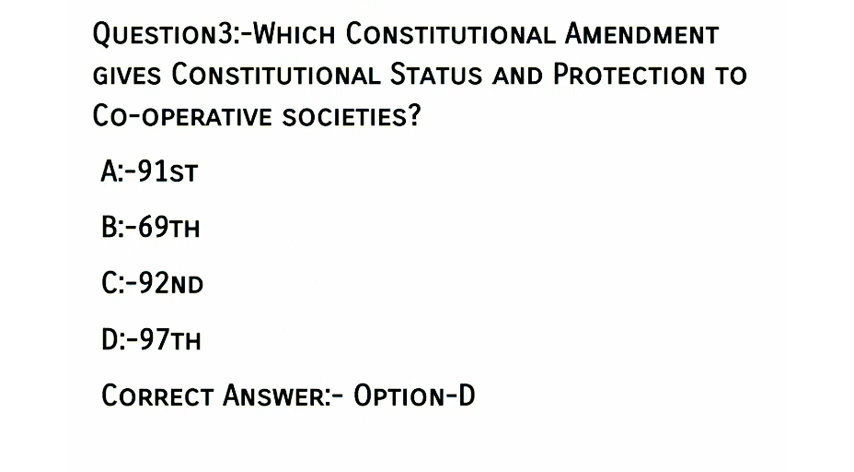 Question3:-Which Constitutional Amendment
gives Constitutional Status and Protection to
Co-operative societies?
A:-91st
B:-69th
C:-92nd
D:-97th
Correct Answer:- Option-D